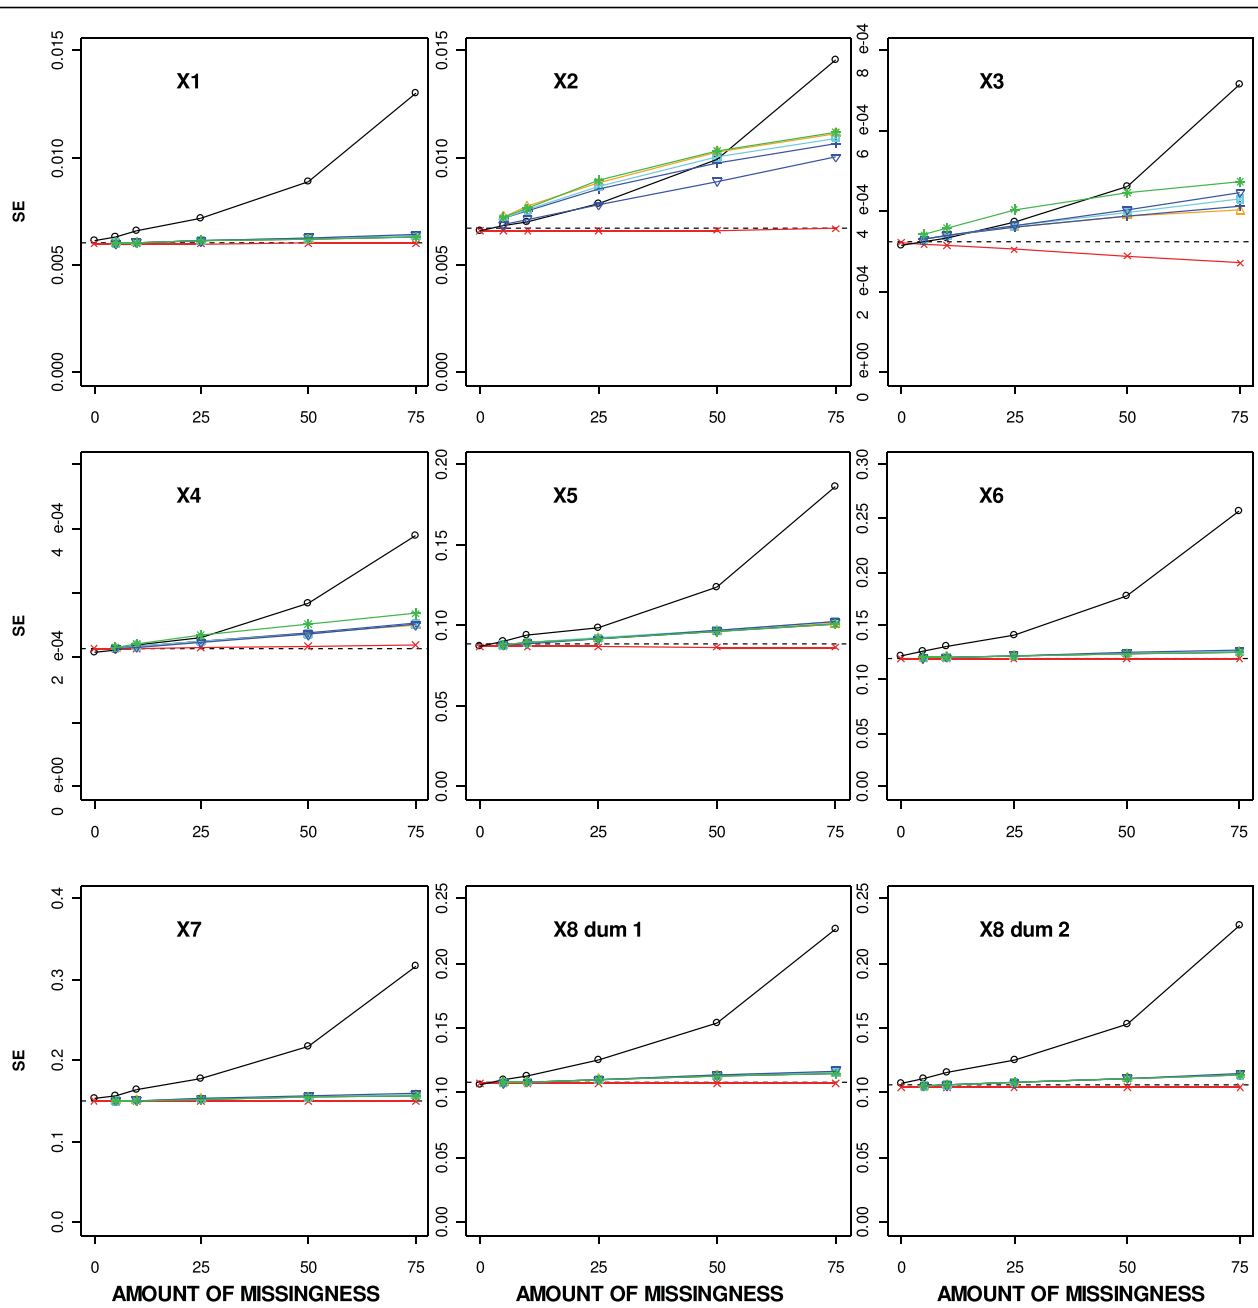 X1
X2
X3
SE
0.000
0.005
0.010
0.015
0.000
0.005
0.010
0.015
0 e+00
2 e-04
4 e-04
6 e-04
8 e-04
0 25 50 75
0 25 50 75
0 25 50 75
X4
X5
X6
SE
0 e+00
2 e-04
4 e-04
0.00
0.05
0.10
0.15
0.20
0.00
0.05
0.10
0.15
0.20
0.25
0.30
0 25 50 75
0 25 50 75
0 25 50 75
X7
X8 dum 1
X8 dum 2
SE
0.0
0.1
0.2
0.3
0.4
0.00
0.05
0.10
0.15
0.20
0.25
0.00
0.05
0.10
0.15
0.20
0.25
0 25 50 75
0 25 50 75
0 25 50 75
AMOUNT OF MISSINGNESS
AMOUNT OF MISSINGNESS
AMOUNT OF MISSINGNESS